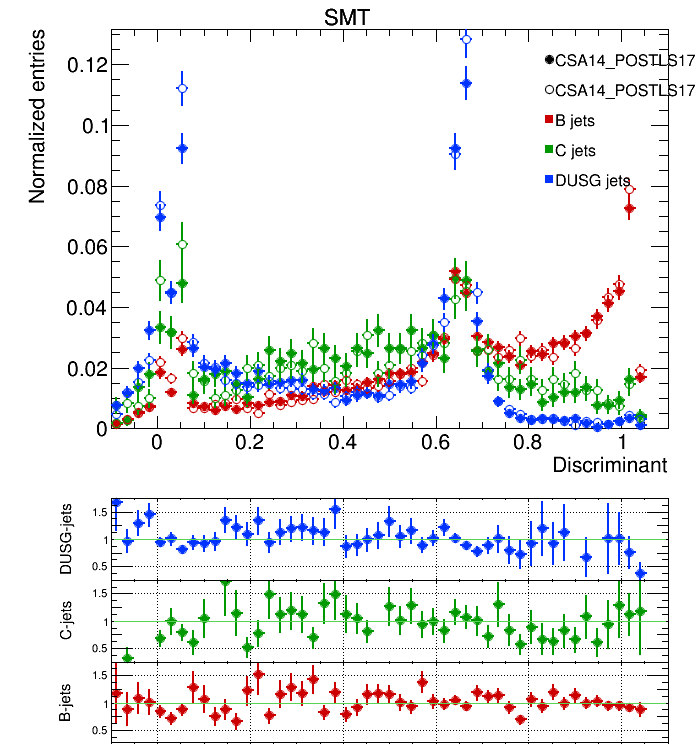 SMT
Normalized entries
0.12
0.1
0.08
0.06
0.04
0.02
0
CSA14_POSTLS17
CSA14_POSTLS17
B jets
C jets
DUSG jets
0 0.2 0.4 0.6 0.8 1
Discriminant
DUSG-jets
1.5
1
0.5
C-jets
1.5
1
0.5
B-jets
1.5
1
0.5